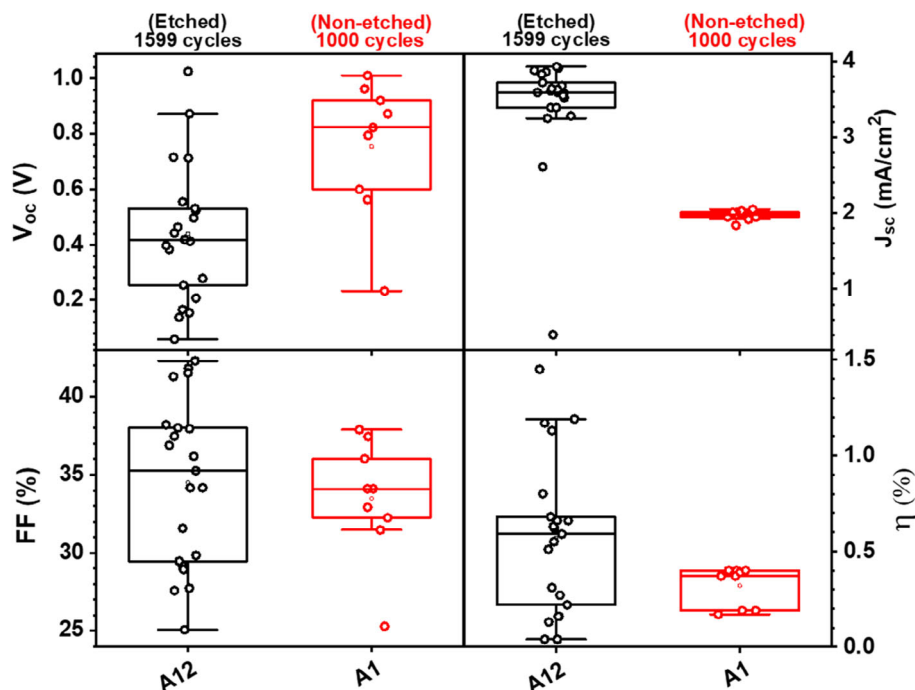 (Etched)
1599 cycles
(Non-etched)
1000 cycles
(Etched)
1599 cycles
(Non-etched)
1000 cycles
Voc (V)
1.0
0.8
0.6
0.4
0.2
Jsc (mA/cm²)
4
3
2
1
FF (%)
40
35
30
25
η (%)
1.5
1.0
0.5
0.0
A12
A1
A12
A1